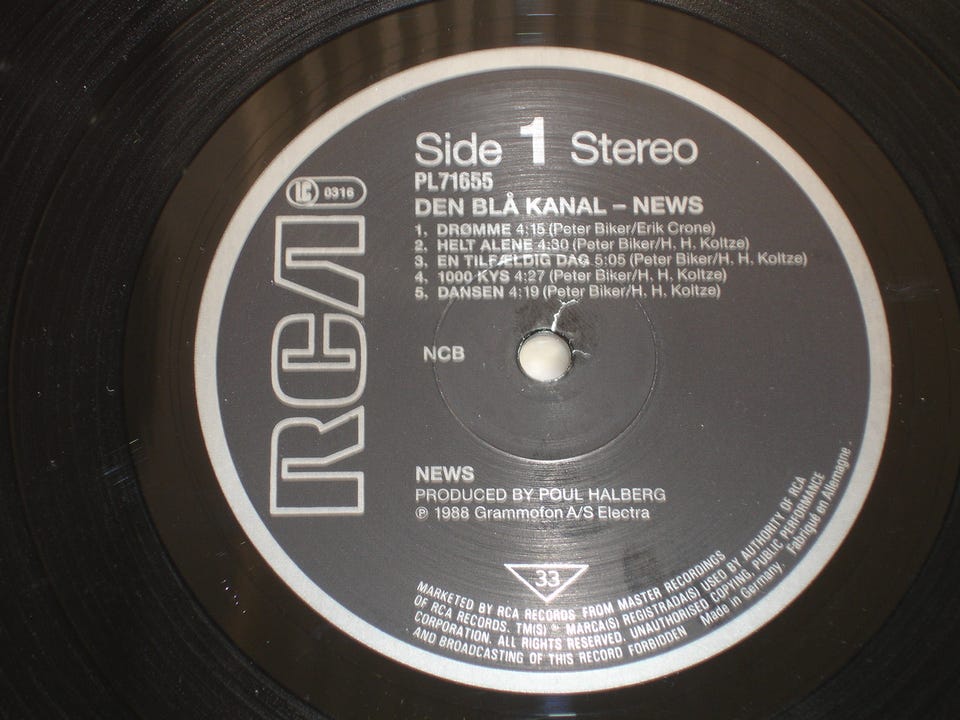 Side 1 Stereo
PL71655
DEN BLÅ KANAL – NEWS
1. DRØMME 4:15 (Peter Biker/Erik Crone)
2. HELT ALENE 4:30 (Peter Biker/H. H. Koltze)
3. EN TILFÆLDIG DAG 5:05 (Peter Biker/H. H. Koltze)
4. 1000 KYS 4:27 (Peter Biker/H. H. Koltze)
5. DANSEN 4:19 (Peter Biker/H. H. Koltze)
LC 0316
RCA
NCB
NEWS
PRODUCED BY POUL HALBERG
℗ 1988 Grammofon A/S Electra
33
MARKETED BY RCA RECORDS FROM MASTER RECORDINGS
OF RCA RECORDS. TM(S) ® MARCA(S) REGISTRADA(S) USED BY AUTHORITY OF RCA
CORPORATION. ALL RIGHTS RESERVED. UNAUTHORISED COPYING, PUBLIC PERFORMANCE
AND BROADCASTING OF THIS RECORD FORBIDDEN Made in Germany. Fabriqué en Allemagne.